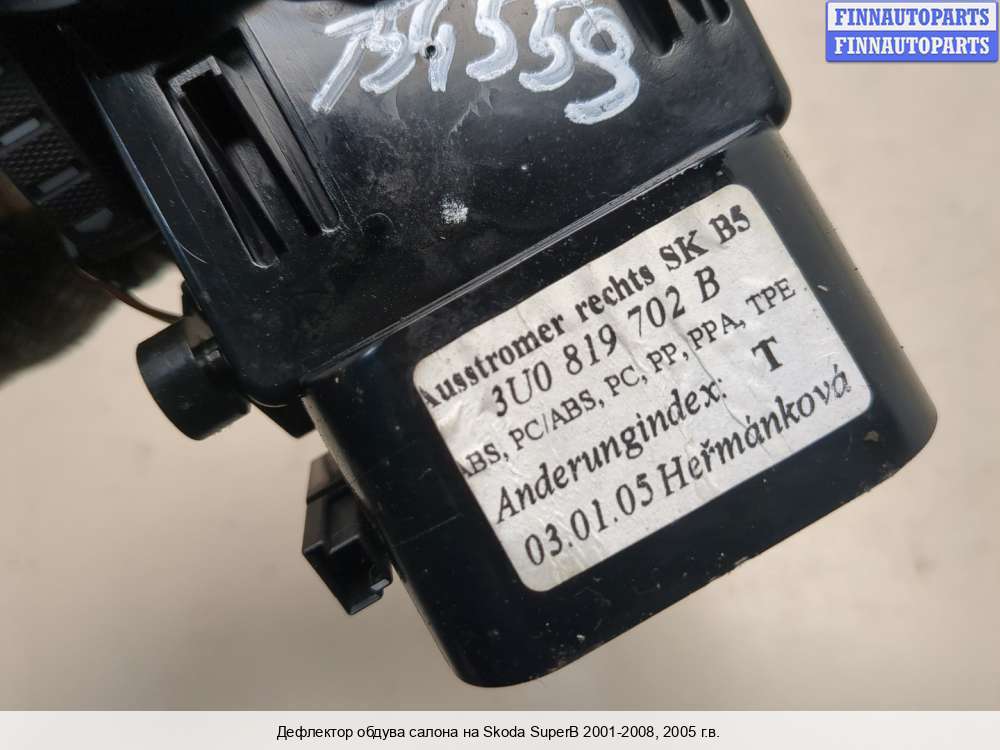 FINNAUTOPARTS
FINNAUTOPARTS
754559
Ausstromer rechts SK B5
3U0 819 702 B
ABS, PC/ABS, PC, PP, PPA, TPE
Anderungindex: T
03.01.05 Heřmánková
Дефлектор обдува салона на Skoda SuperB 2001-2008, 2005 г.в.